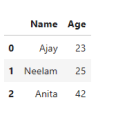 Name Age
0 Ajay 23
1 Neelam 25
2 Anita 42